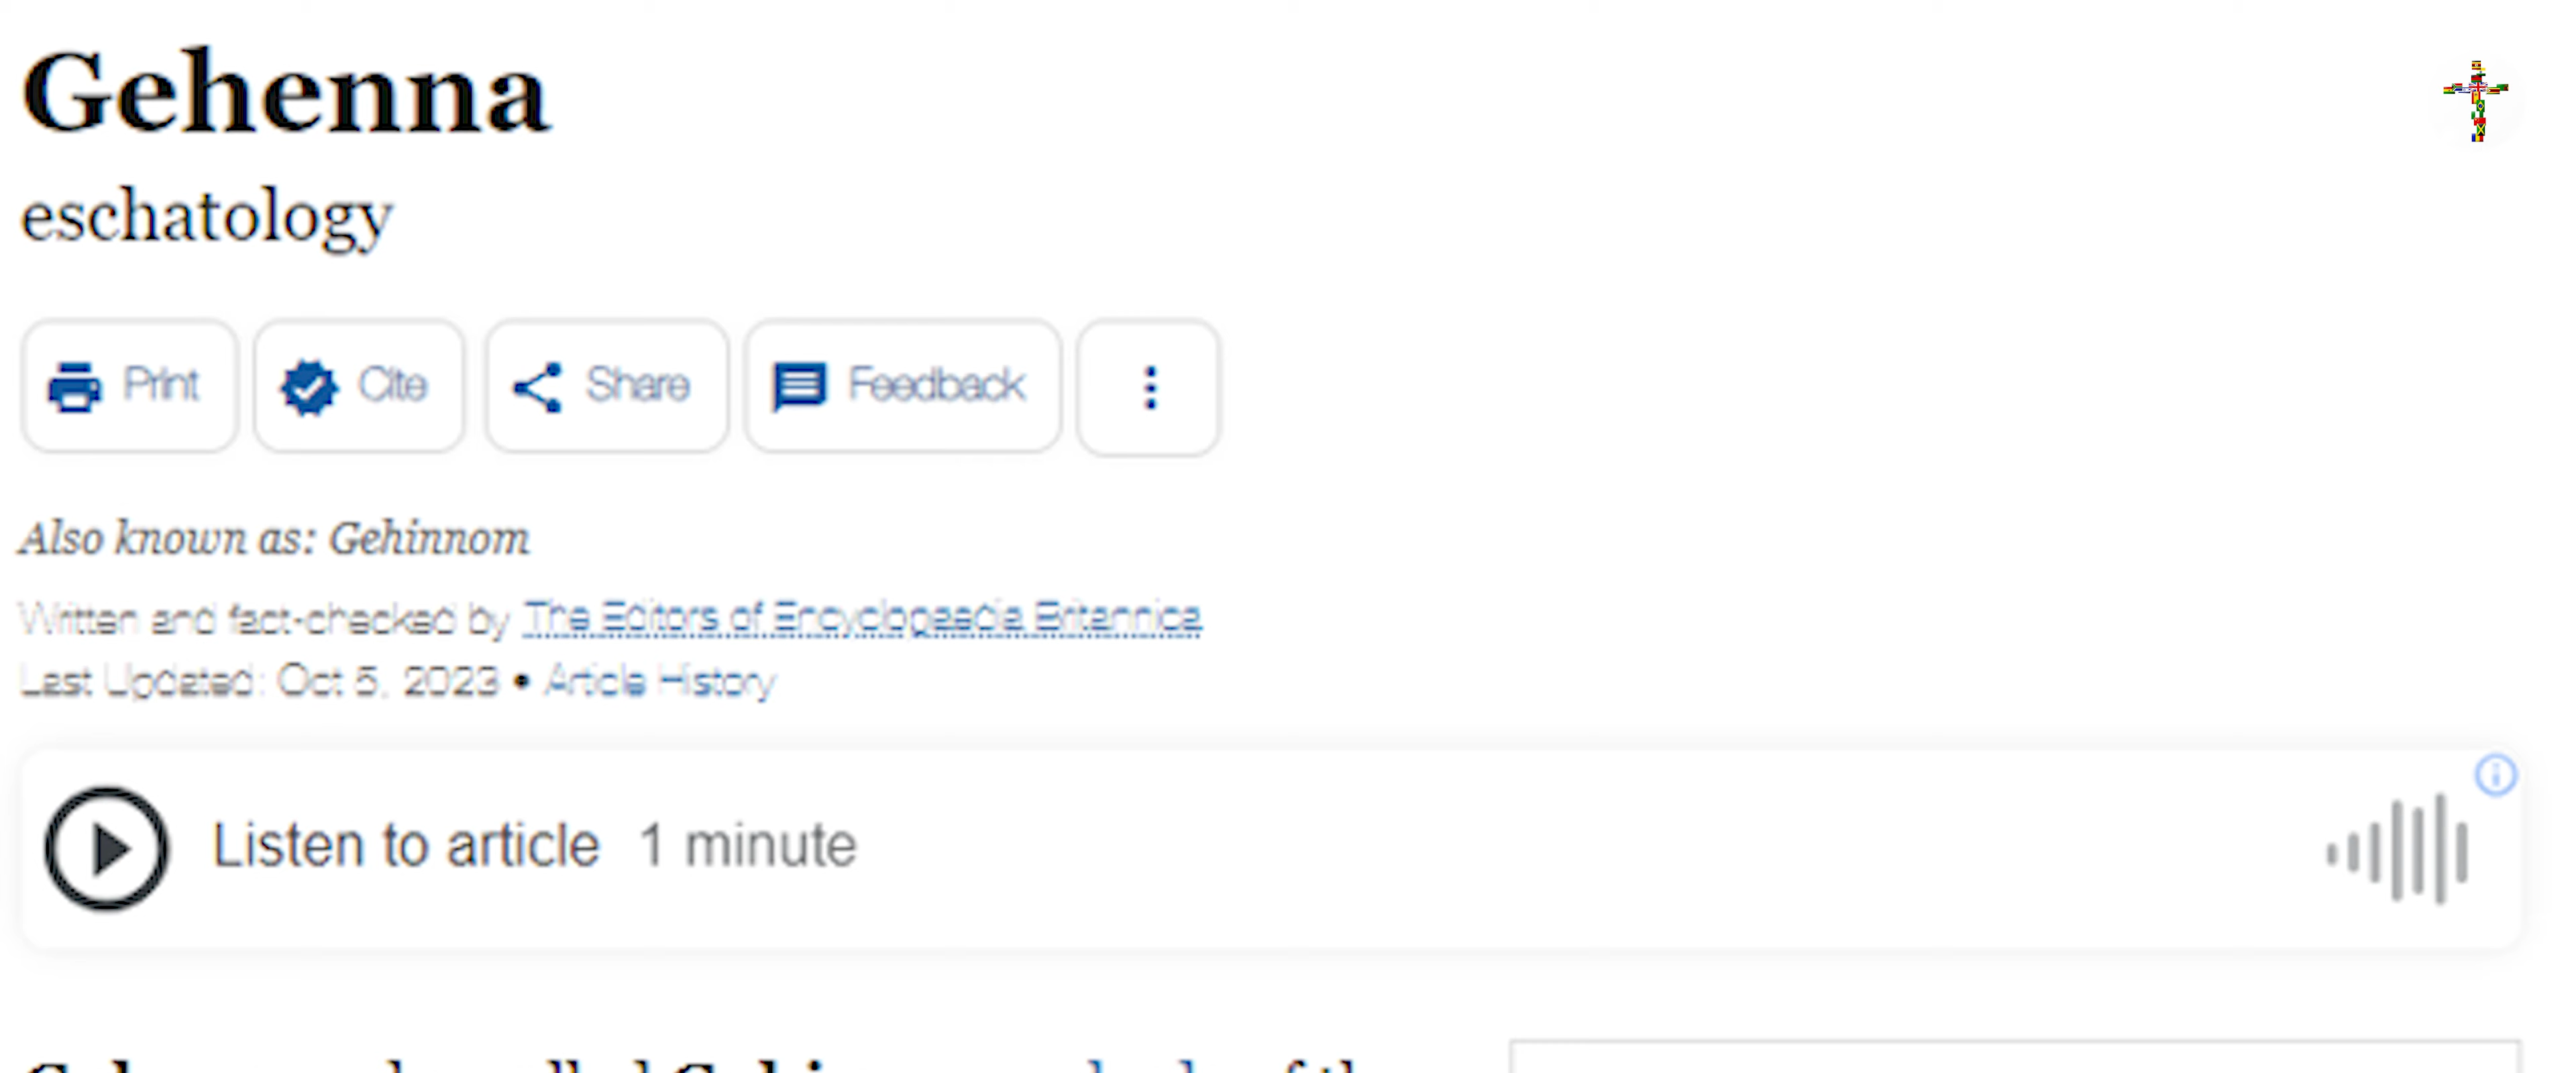 Gehenna
eschatology
Print Cite Share Feedback
Also known as: Gehinnom
Written and fact-checked by The Editors of Encyclopaedia Britannica
Last Updated: Oct 5, 2023 • Article History
Listen to article 1 minute